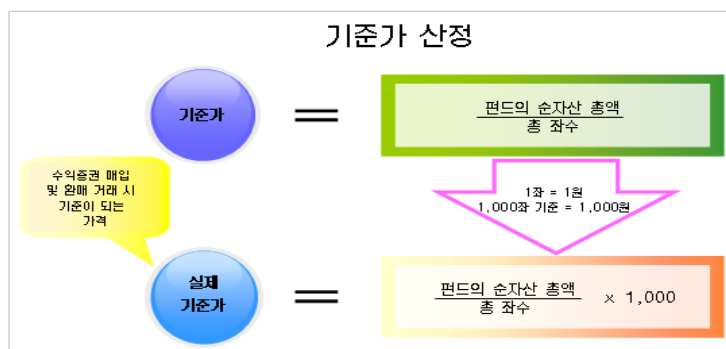 기준가 산정
기준가
=
펀드의 순자산 총액
총 좌수
수익증권 매입
및 환매 거래 시
기준이 되는
가격
1좌 = 1원
1,000좌 기준 = 1,000원
실제
기준가
=
펀드의 순자산 총액
총 좌수
x 1,000